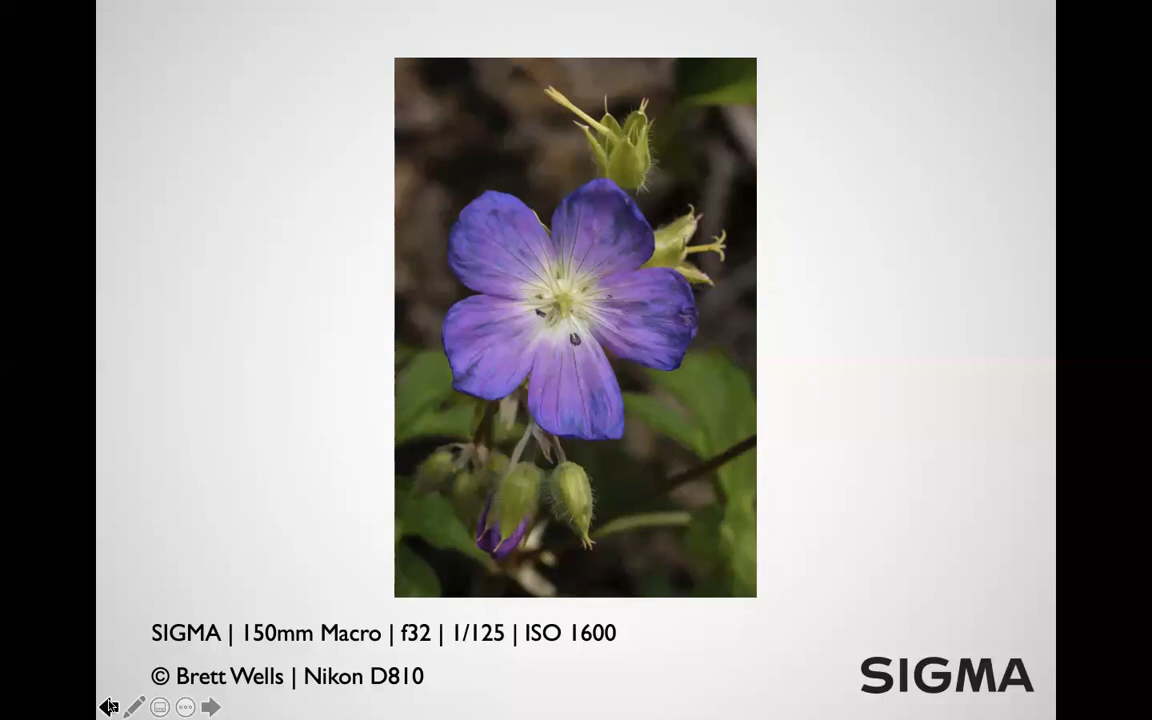 SIGMA | 150mm Macro | f32 | 1/125 | ISO 1600
© Brett Wells | Nikon D810
SIGMA